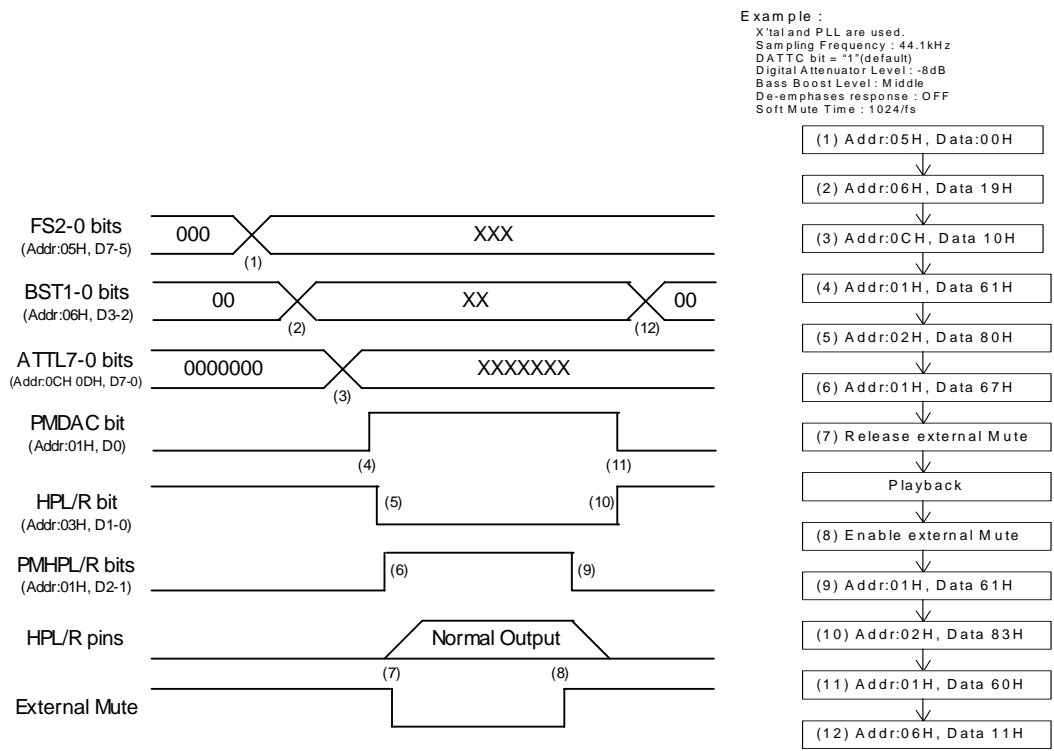 Example :
X'tal and PLL are used.
Sampling Frequency : 44.1kHz
DATTC bit = "1"(default)
Digital Attenuator Level : -8dB
Bass Boost Level : Middle
De-emphases response : OFF
Soft Mute Time : 1024/fs
(1) Addr:05H, Data:00H
(2) Addr:06H, Data 19H
(3) Addr:0CH, Data 10H
(4) Addr:01H, Data 61H
(5) Addr:02H, Data 80H
(6) Addr:01H, Data 67H
(7) Release external Mute
Playback
(8) Enable external Mute
(9) Addr:01H, Data 61H
(10) Addr:02H, Data 83H
(11) Addr:01H, Data 60H
(12) Addr:06H, Data 11H
FS2-0 bits
(Addr:05H, D7-5)
000
XXX
(1)
BST1-0 bits
(Addr:06H, D3-2)
00
XX
00
(2)
(12)
ATTL7-0 bits
(Addr:0CH 0DH, D7-0)
0000000
XXXXXXX
(3)
PMDAC bit
(Addr:01H, D0)
(4)
(11)
HPL/R bit
(Addr:03H, D1-0)
(5)
(10)
PMHPL/R bits
(Addr:01H, D2-1)
(6)
(9)
HPL/R pins
Normal Output
(7)
(8)
External Mute